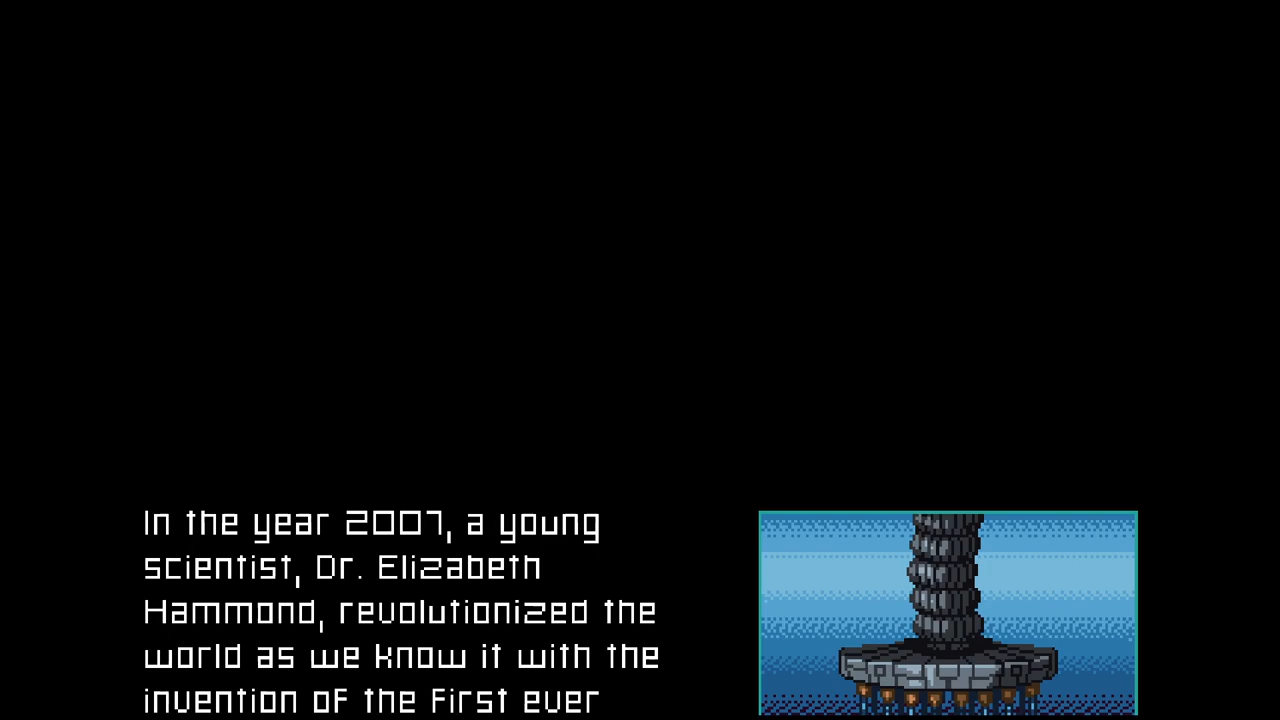 In the year 2007, a young
scientist, Dr. Elizabeth
Hammond, revolutionized the
world as we know it with the
invention of the first ever